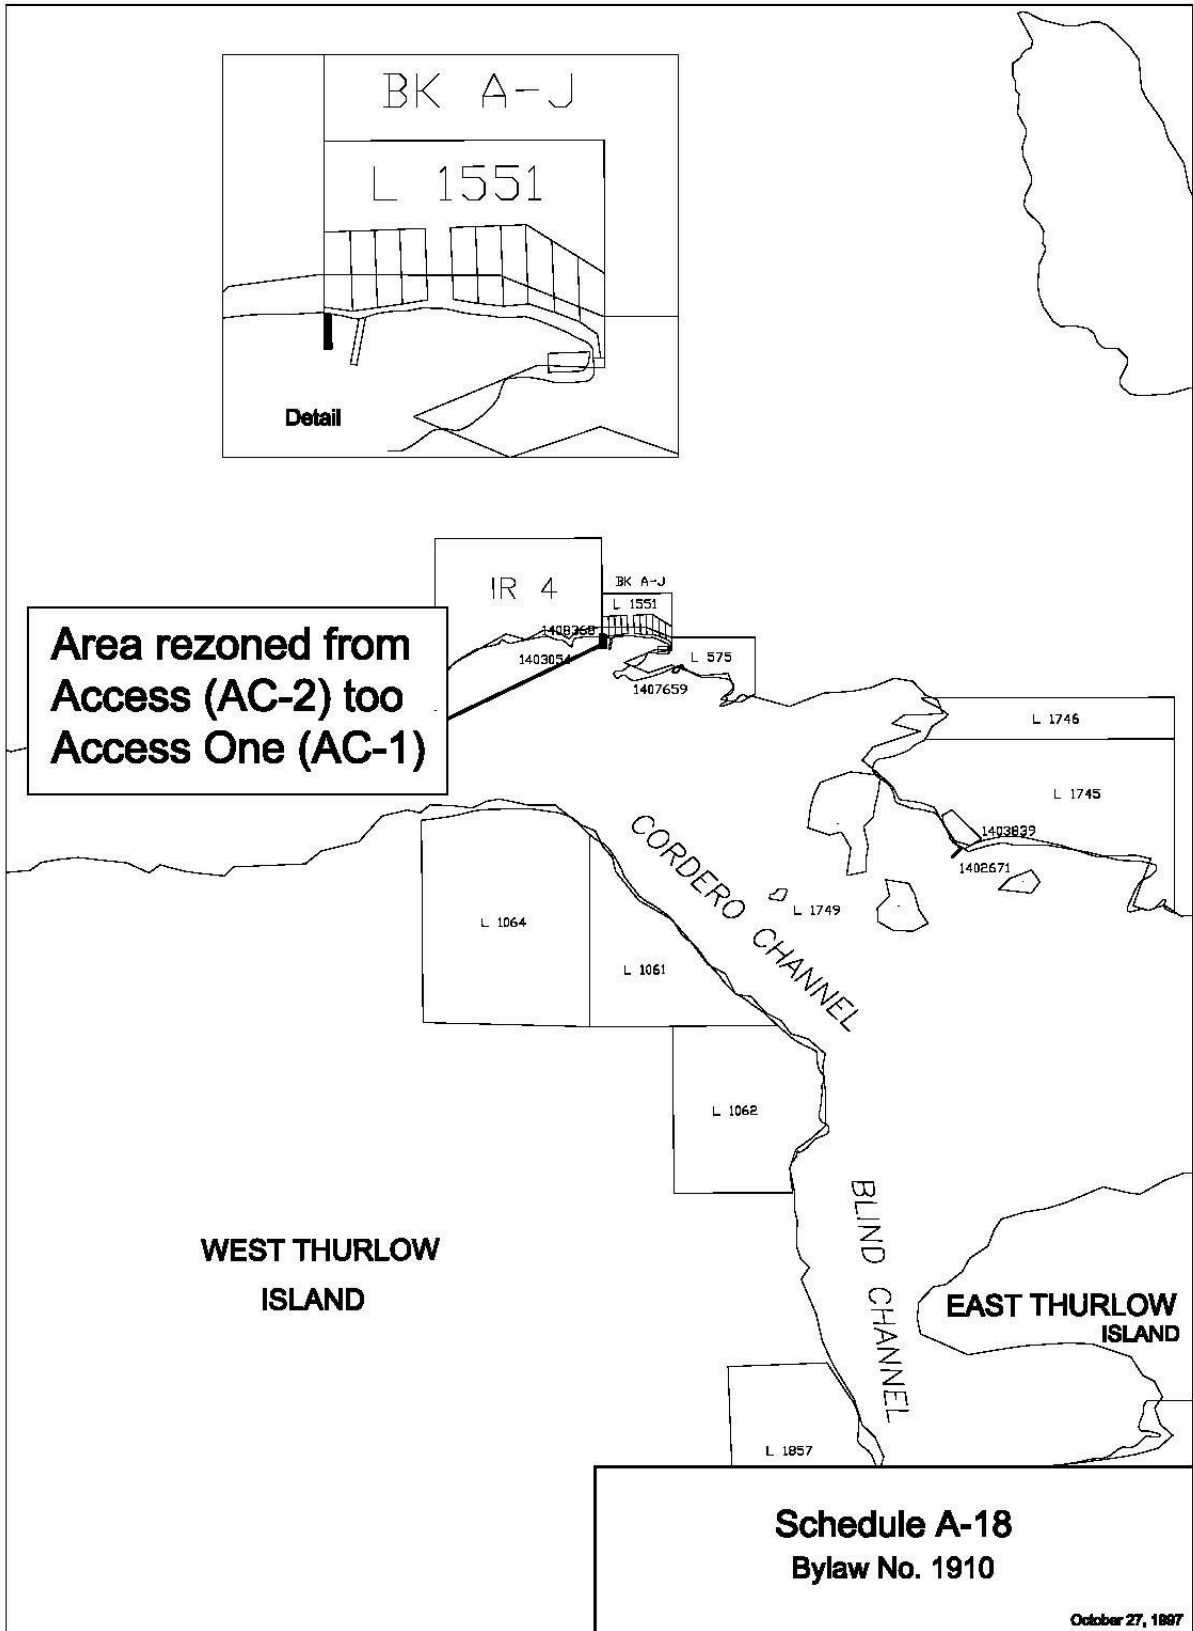 BK A-J
L 1551
Detail
IR 4
BK A-J
L 1551
Area rezoned from
Access (AC-2) too
Access One (AC-1)
1408368
1403054
L 575
1407659
L 1746
L 1745
1403839
1402671
CORDERO CHANNEL
L 1749
L 1064
L 1061
L 1062
BLIND CHANNEL
WEST THURLOW
ISLAND
EAST THURLOW
ISLAND
L 1857
Schedule A-18
Bylaw No. 1910
October 27, 1997